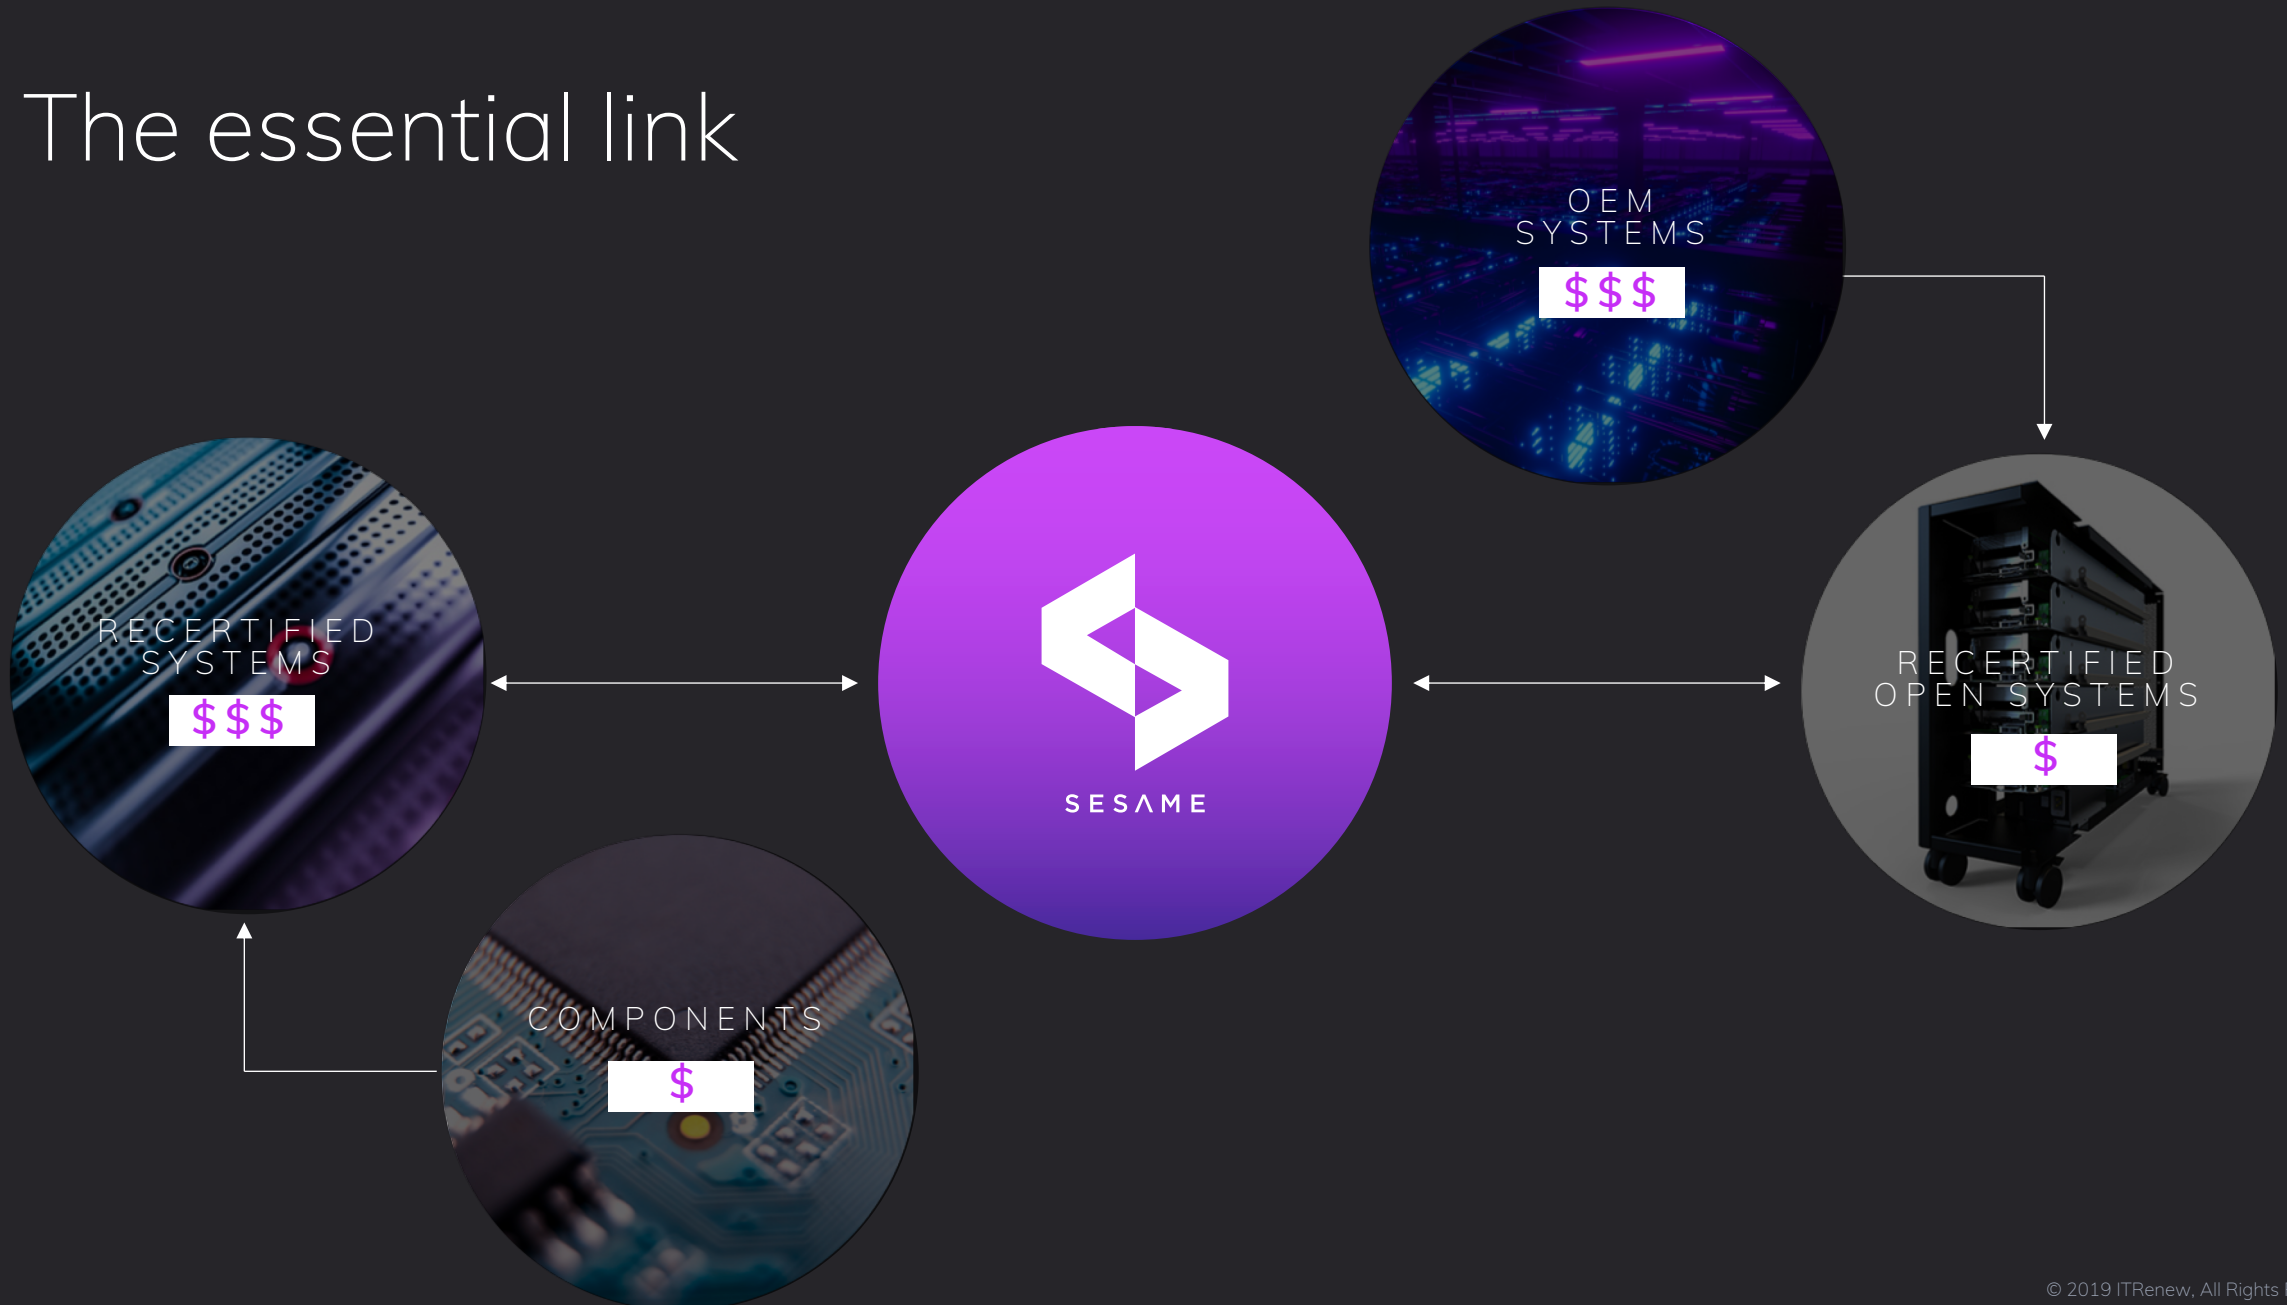 The essential link
OEM
SYSTEMS
$$$
RECERTIFIED
SYSTEMS
$$$
SESAME
RECERTIFIED
OPEN SYSTEMS
$
COMPONENTS
$
© 2019 ITRenew, All Rights